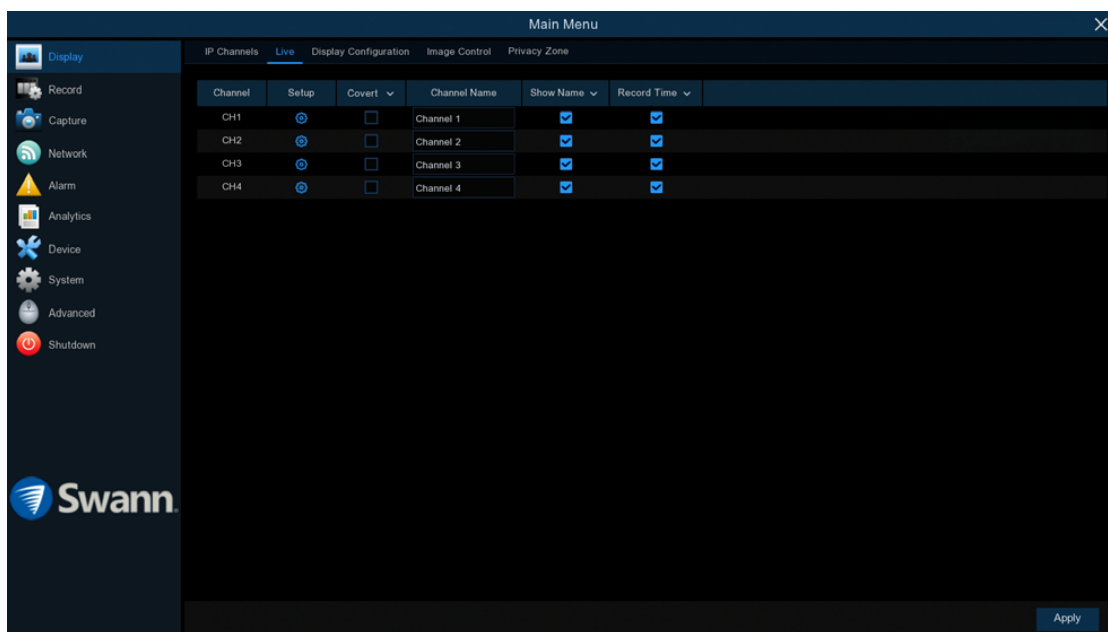 Main Menu
Display
Record
Capture
Network
Alarm
Analytics
Device
System
Advanced
Shutdown
Swann
IP Channels Live Display Configuration Image Control Privacy Zone
Channel Setup Covert Channel Name Show Name Record Time
CH1 Channel 1
CH2 Channel 2
CH3 Channel 3
CH4 Channel 4
Apply